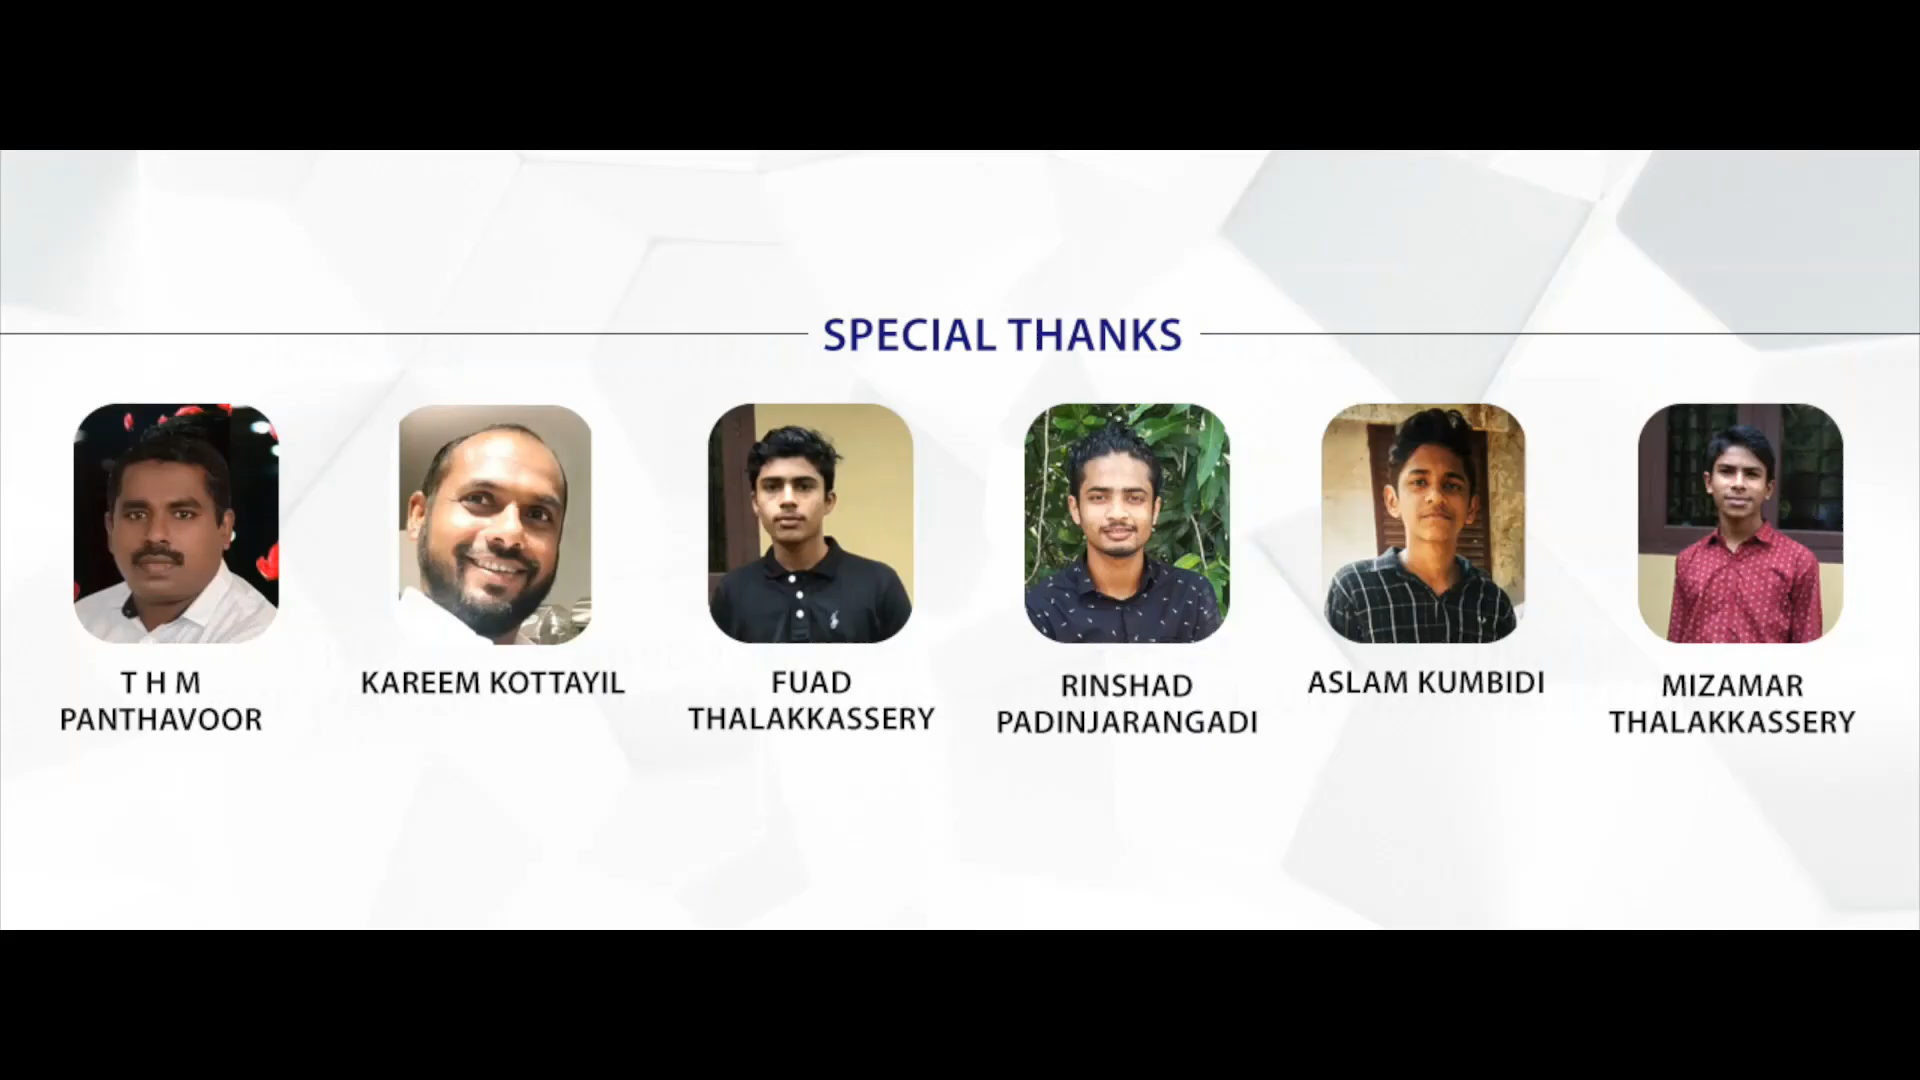 SPECIAL THANKS
T H M
PANTHAVOOR
KAREEM KOTTAYIL
FUAD
THALAKKASSERY
RINSHAD
PADINJARANGADI
ASLAM KUMBIDI
MIZAMAR
THALAKKASSERY